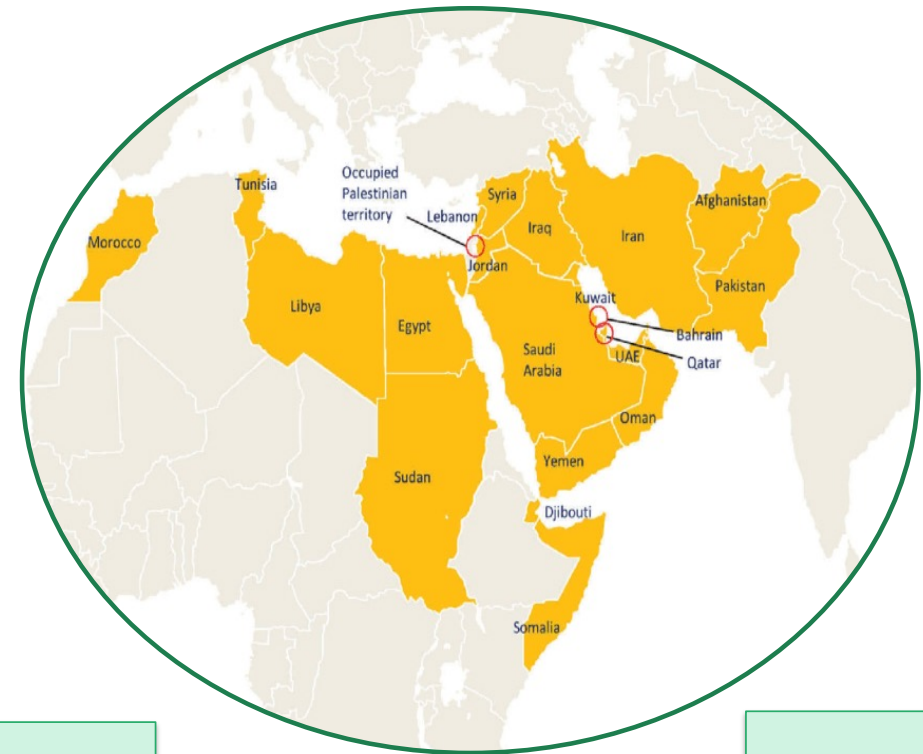 Tunisia
Occupied
Palestinian
territory
Syria
Lebanon
Afghanistan
Morocco
Iraq
Iran
Jordan
Pakistan
Libya
Kuwait
Egypt
Bahrain
Saudi
Arabia
UAE
Qatar
Oman
Yemen
Sudan
Djibouti
Somalia